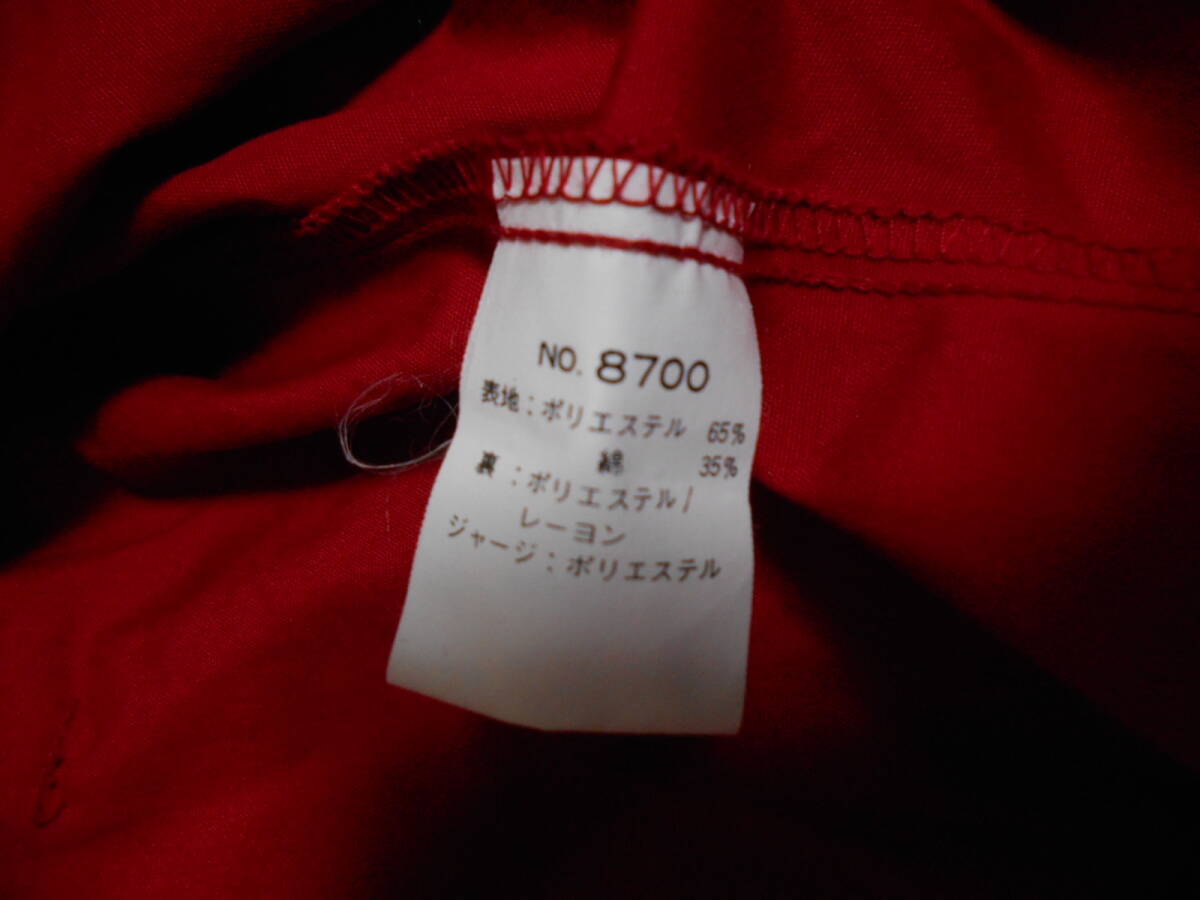 NO. 8700
表地：ポリエステル 65%
綿 35%
裏：ポリエステル/
レーヨン
ジャージ：ポリエステル